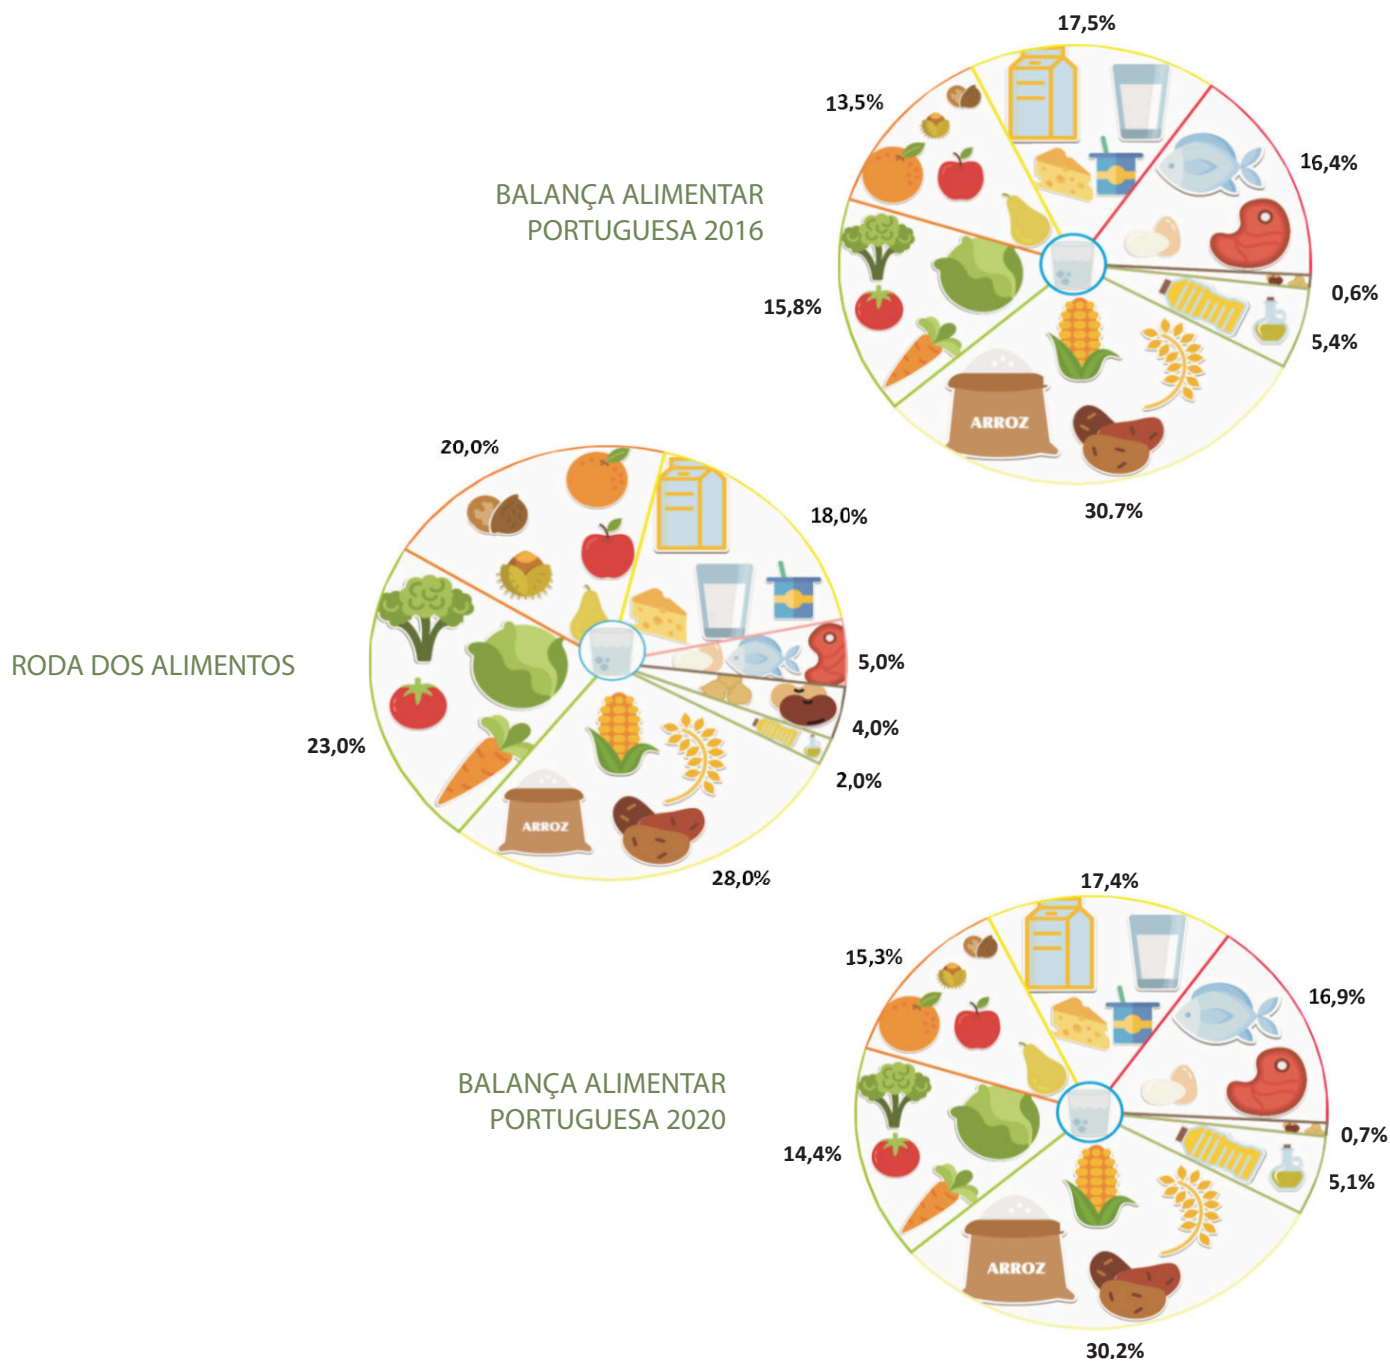 17,5%
13,5%
16,4%
BALANÇA ALIMENTAR
PORTUGUESA 2016
0,6%
15,8%
5,4%
ARROZ
30,7%
20,0%
18,0%
RODA DOS ALIMENTOS
5,0%
4,0%
23,0%
2,0%
ARROZ
28,0%
17,4%
15,3%
16,9%
BALANÇA ALIMENTAR
PORTUGUESA 2020
0,7%
14,4%
5,1%
ARROZ
30,2%